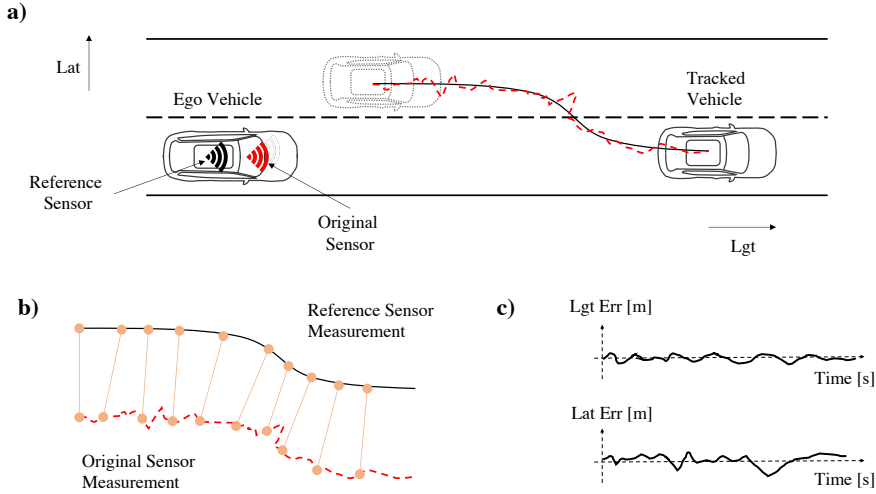 a)
Lat
Ego Vehicle
Tracked
Vehicle
Reference
Sensor
Original
Sensor
Lgt
b)
Reference Sensor
Measurement
Original Sensor
Measurement
c)
Lgt Err [m]
Time [s]
Lat Err [m]
Time [s]